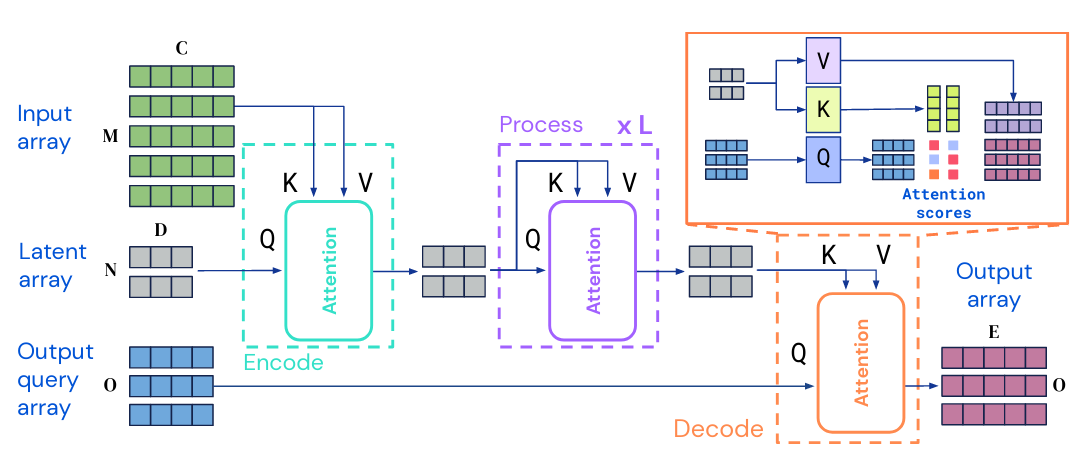 C
Input
array
M
K
V
Q
Attention
Encode
D
Latent
array
N
Output
query
array
O
Process
x L
K
V
Q
Attention
V
K
Q
Attention
scores
K
V
Q
Attention
Decode
Output
array
E
O